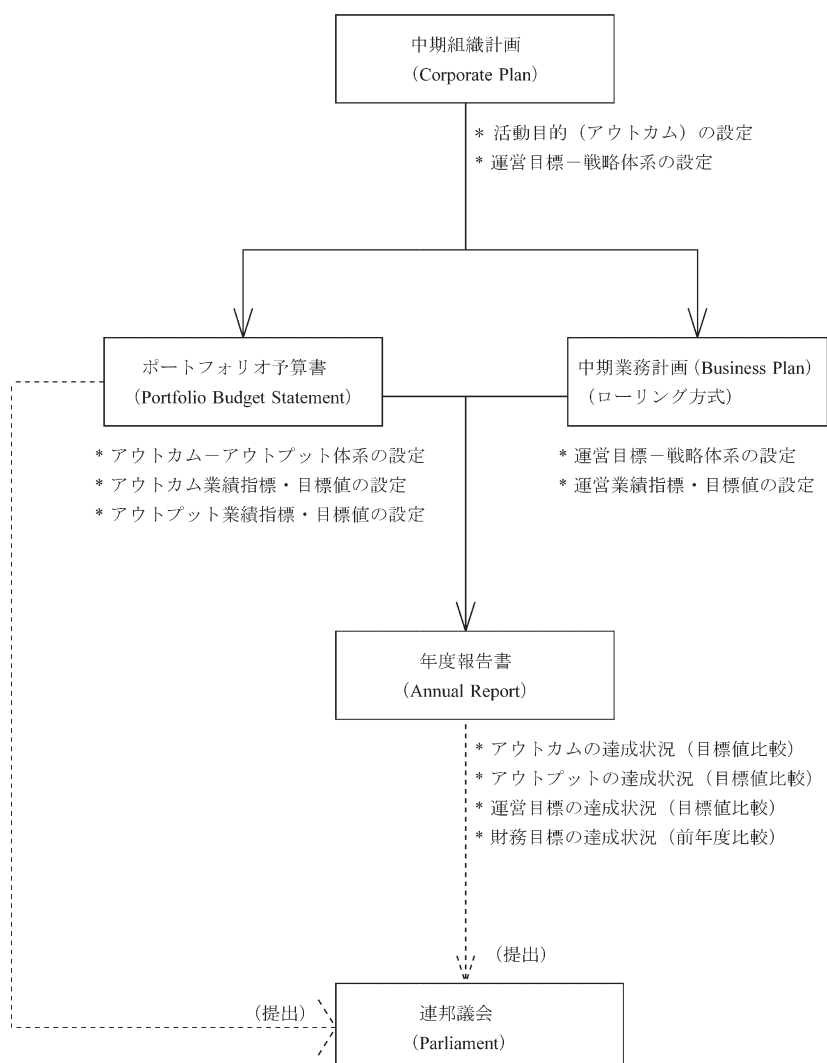 中期組織計画
(Corporate Plan)
* 活動目的(アウトカム)の設定
* 運営目標-戦略体系の設定
ポートフォリオ予算書
(Portfolio Budget Statement)
中期業務計画(Business Plan)
(ローリング方式)
* アウトカム-アウトプット体系の設定
* アウトカム業績指標・目標値の設定
* アウトプット業績指標・目標値の設定
* 運営目標-戦略体系の設定
* 運営業績指標・目標値の設定
年度報告書
(Annual Report)
* アウトカムの達成状況(目標値比較)
* アウトプットの達成状況(目標値比較)
* 運営目標の達成状況(目標値比較)
* 財務目標の達成状況(前年度比較)
(提出)
(提出)
連邦議会
(Parliament)